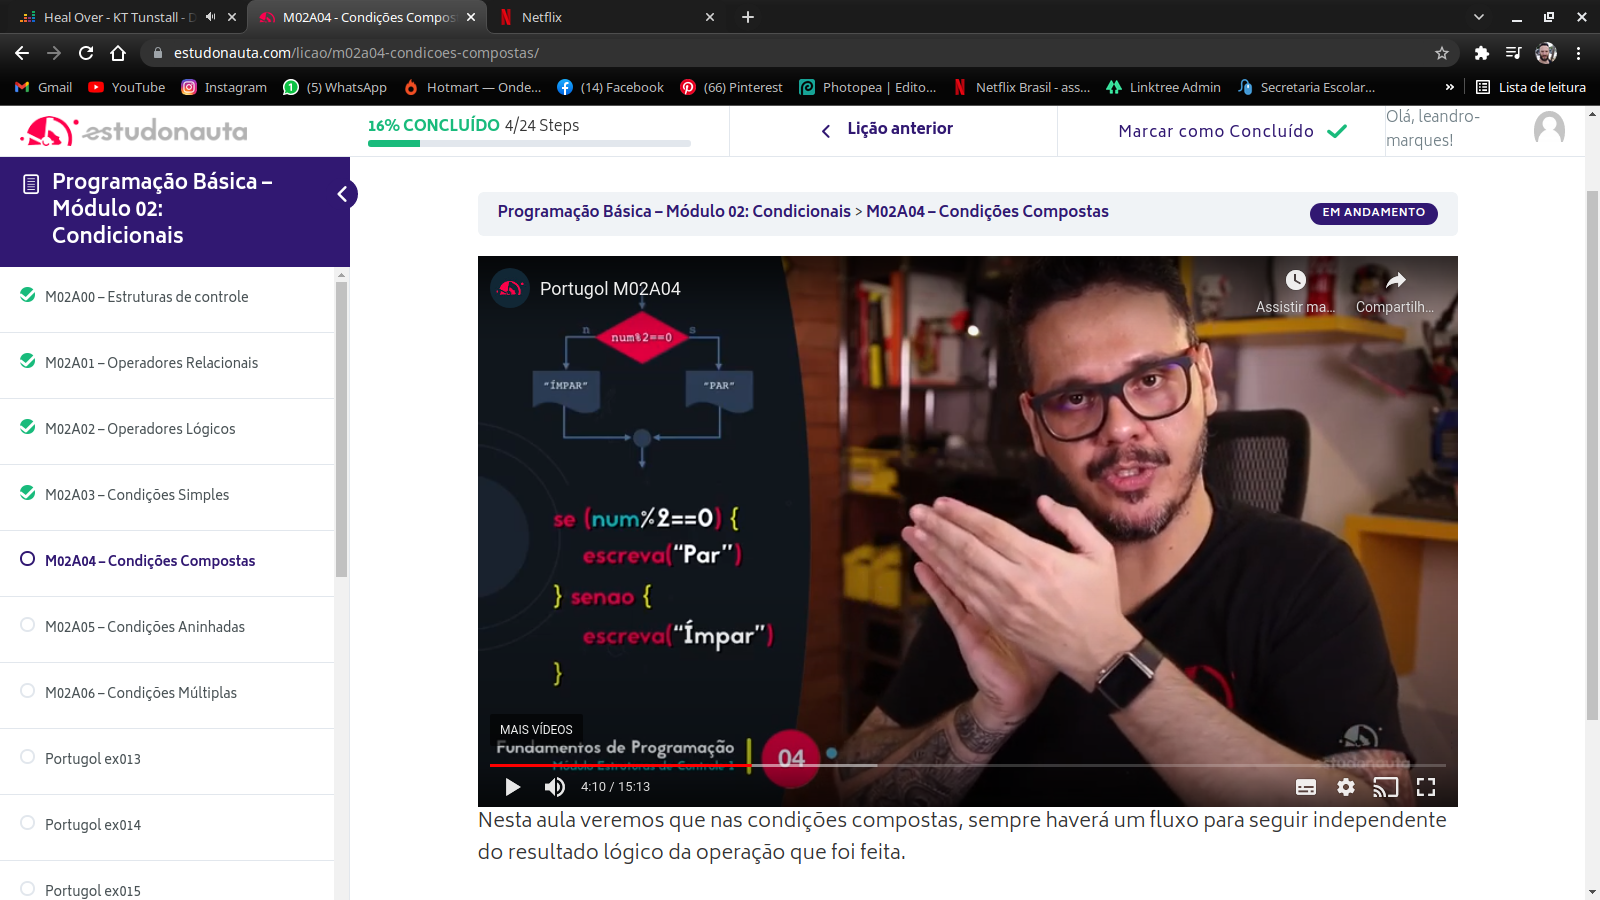 Heal Over - KT Tunstall - D
M02A04 - Condições Compos
Netflix
estudonauta.com/licao/m02a04-condicoes-compostas/
Gmail
YouTube
Instagram
(5) WhatsApp
Hotmart — Onde...
(14) Facebook
(66) Pinterest
Photopea | Edito...
Netflix Brasil - ass...
Linktree Admin
Secretaria Escolar...
»
Lista de leitura
estudonauta
16% CONCLUÍDO 4/24 Steps
Lição anterior
Marcar como Concluído
Olá, leandro-
marques!
Programação Básica –
Módulo 02:
Condicionais
M02A00 – Estruturas de controle
M02A01 – Operadores Relacionais
M02A02 – Operadores Lógicos
M02A03 – Condições Simples
M02A04 – Condições Compostas
M02A05 – Condições Aninhadas
M02A06 – Condições Múltiplas
Portugol ex013
Portugol ex014
Portugol ex015
Programação Básica – Módulo 02: Condicionais > M02A04 – Condições Compostas
EM ANDAMENTO
Portugol M02A04
Assistir ma...
Compartilh...
n
num%2==0
s
"ÍMPAR"
"PAR"
se (num%2==0) {
escreva("Par")
} senao {
escreva("Ímpar")
}
MAIS VÍDEOS
Fundamentos de Programação
Módulo Estruturas de Controle I
04
estudonauta
4:10 / 15:13
Nesta aula veremos que nas condições compostas, sempre haverá um fluxo para seguir independente
do resultado lógico da operação que foi feita.